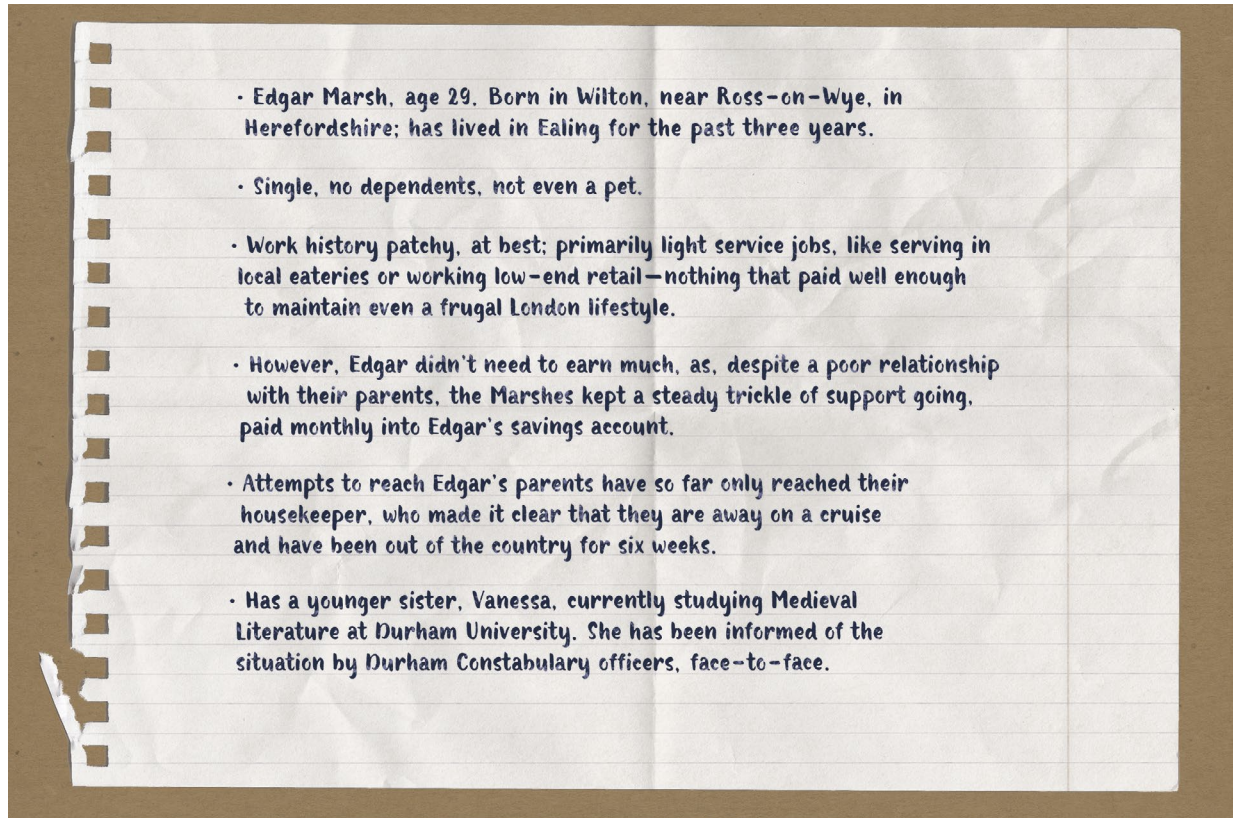 · Edgar Marsh, age 29. Born in Wilton, near Ross-on-Wye, in
Herefordshire; has lived in Ealing for the past three years.
· Single, no dependents, not even a pet.
· Work history patchy, at best; primarily light service jobs, like serving in
local eateries or working low-end retail—nothing that paid well enough
to maintain even a frugal London lifestyle.
· However, Edgar didn't need to earn much, as, despite a poor relationship
with their parents, the Marshes kept a steady trickle of support going,
paid monthly into Edgar's savings account.
· Attempts to reach Edgar's parents have so far only reached their
housekeeper, who made it clear that they are away on a cruise
and have been out of the country for six weeks.
· Has a younger sister, Vanessa, currently studying Medieval
Literature at Durham University. She has been informed of the
situation by Durham Constabulary officers, face-to-face.